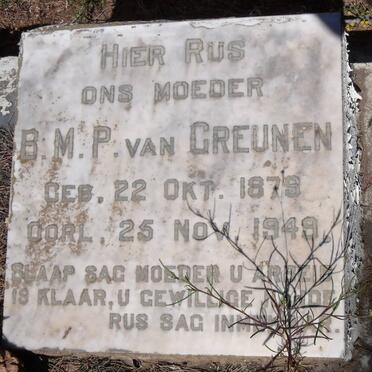 HIER RUS
ONS MOEDER
B. M. P. VAN GREUNEN
GEB. 22 OKT. 1879
OORL. 25 NOV. 1949
SLAAP SAG MOEDER U ARBEID
IS KLAAR, U GEWILLIGE
RUS SAG